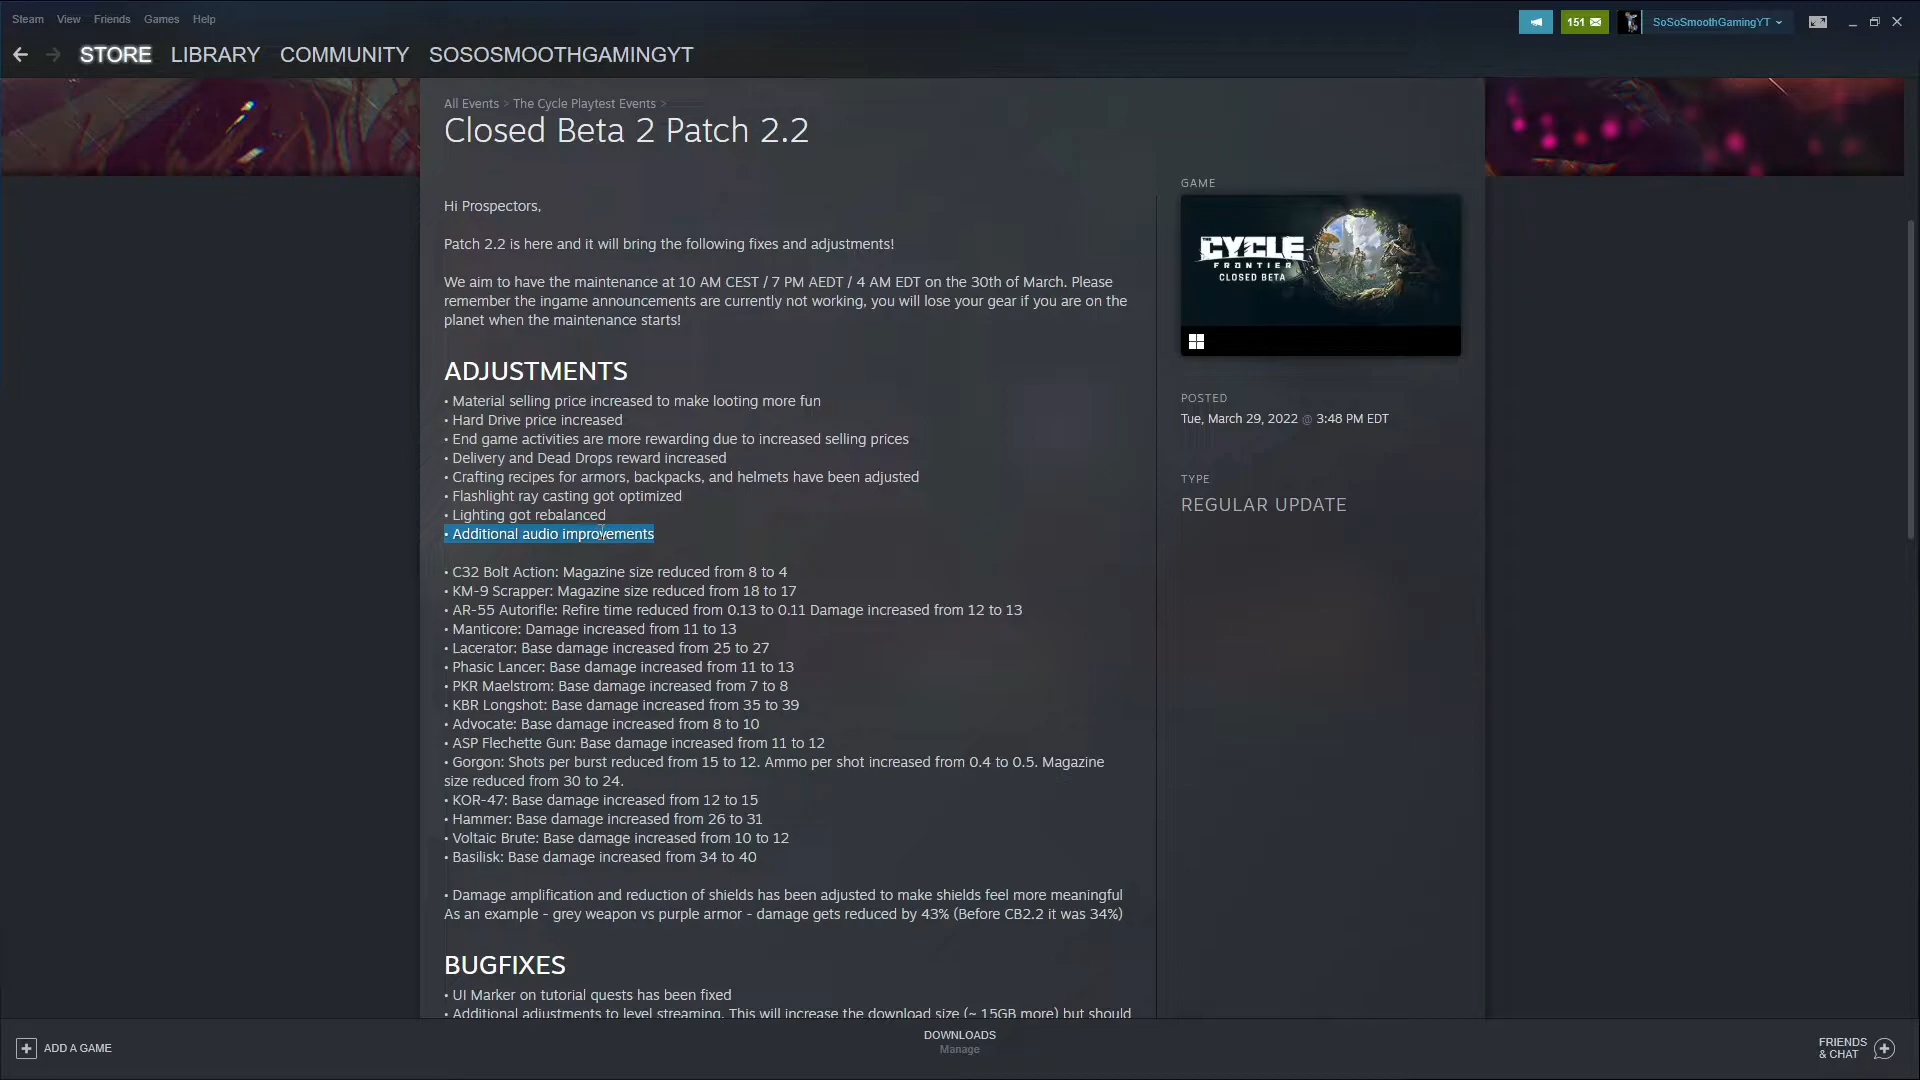 Steam View Friends Games Help
151
SoSoSmoothGamingYT
STORE LIBRARY COMMUNITY SOSOSMOOTHGAMINGYT
All Events > The Cycle Playtest Events >
Closed Beta 2 Patch 2.2
Hi Prospectors,
Patch 2.2 is here and it will bring the following fixes and adjustments!
We aim to have the maintenance at 10 AM CEST / 7 PM AEDT / 4 AM EDT on the 30th of March. Please
remember the ingame announcements are currently not working, you will lose your gear if you are on the
planet when the maintenance starts!
ADJUSTMENTS
• Material selling price increased to make looting more fun
• Hard Drive price increased
• End game activities are more rewarding due to increased selling prices
• Delivery and Dead Drops reward increased
• Crafting recipes for armors, backpacks, and helmets have been adjusted
• Flashlight ray casting got optimized
• Lighting got rebalanced
• Additional audio improvements
• C32 Bolt Action: Magazine size reduced from 8 to 4
• KM-9 Scrapper: Magazine size reduced from 18 to 17
• AR-55 Autorifle: Refire time reduced from 0.13 to 0.11 Damage increased from 12 to 13
• Manticore: Damage increased from 11 to 13
• Lacerator: Base damage increased from 25 to 27
• Phasic Lancer: Base damage increased from 11 to 13
• PKR Maelstrom: Base damage increased from 7 to 8
• KBR Longshot: Base damage increased from 35 to 39
• Advocate: Base damage increased from 8 to 10
• ASP Flechette Gun: Base damage increased from 11 to 12
• Gorgon: Shots per burst reduced from 15 to 12. Ammo per shot increased from 0.4 to 0.5. Magazine
size reduced from 30 to 24.
• KOR-47: Base damage increased from 12 to 15
• Hammer: Base damage increased from 26 to 31
• Voltaic Brute: Base damage increased from 10 to 12
• Basilisk: Base damage increased from 34 to 40
• Damage amplification and reduction of shields has been adjusted to make shields feel more meaningful
As an example - grey weapon vs purple armor - damage gets reduced by 43% (Before CB2.2 it was 34%)
BUGFIXES
• UI Marker on tutorial quests has been fixed
• Additional adjustments to level streaming. This will increase the download size (~ 15GB more) but should
GAME
THE
CYCLE
FRONTIER
CLOSED BETA
POSTED
Tue, March 29, 2022 @ 3:48 PM EDT
TYPE
REGULAR UPDATE
ADD A GAME
DOWNLOADS
Manage
FRIENDS
& CHAT